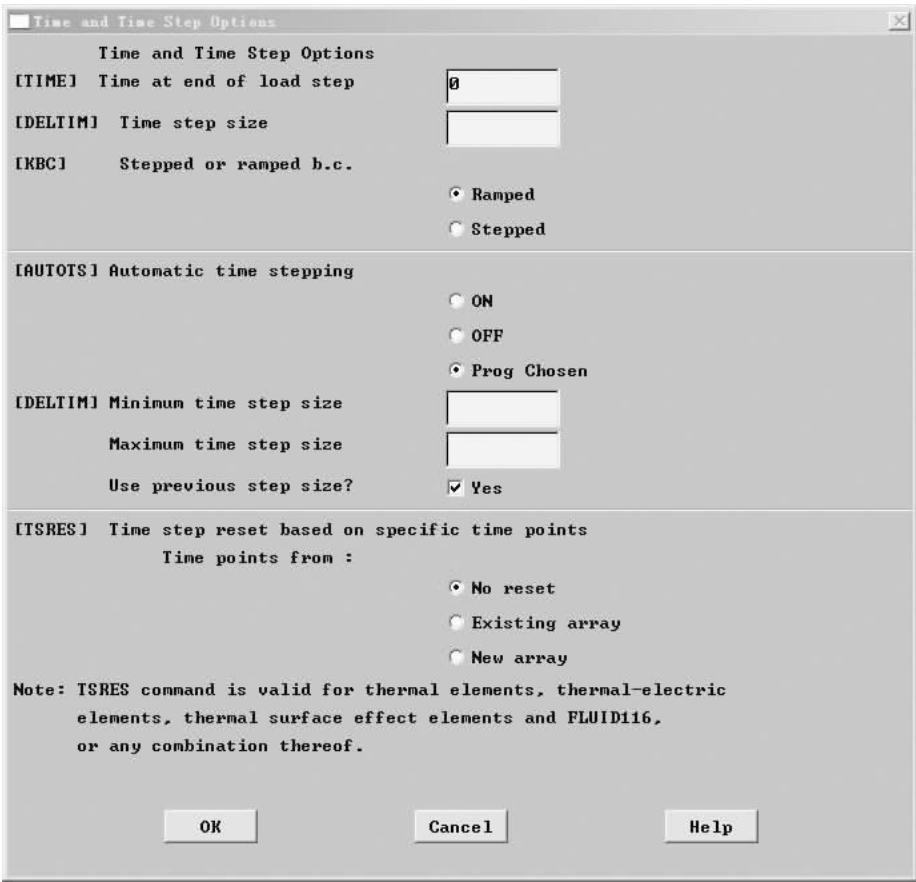 Time and Time Step Options
Time and Time Step Options
[TIME] Time at end of load step 0
[DELTIM] Time step size
[KBC] Stepped or ramped b.c.
Ramped
Stepped
[AUTOTS] Automatic time stepping
ON
OFF
Prog Chosen
[DELTIM] Minimum time step size
Maximum time step size
Use previous step size? Yes
[TSRES] Time step reset based on specific time points
Time points from :
No reset
Existing array
New array
Note: TSRES command is valid for thermal elements, thermal-electric
elements, thermal surface effect elements and FLUID116,
or any combination thereof.
OK Cancel Help